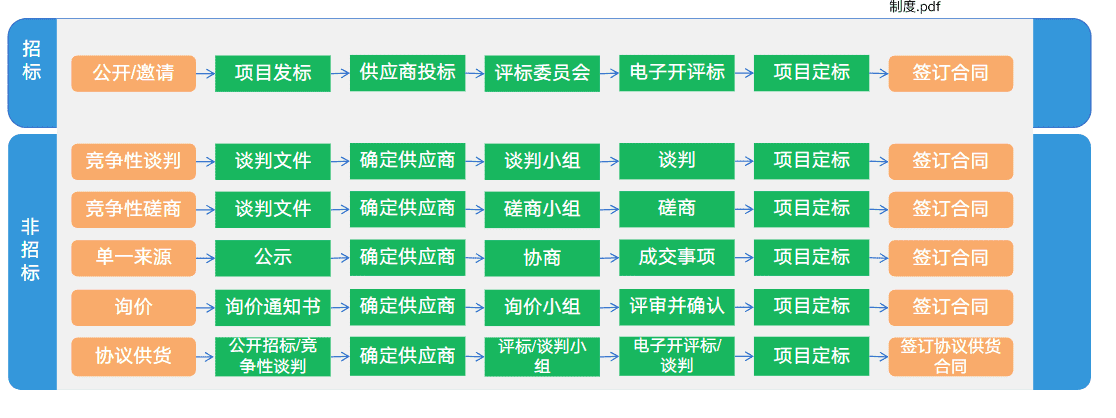 制度.pdf
招
标
公开/邀请
项目发标
供应商投标
评标委员会
电子开评标
项目定标
签订合同
非
招
标
竞争性谈判
谈判文件
确定供应商
谈判小组
谈判
项目定标
签订合同
竞争性磋商
谈判文件
确定供应商
磋商小组
磋商
项目定标
签订合同
单一来源
公示
确定供应商
协商
成交事项
项目定标
签订合同
询价
询价通知书
确定供应商
询价小组
评审并确认
项目定标
签订合同
协议供货
公开招标/竞
争性谈判
确定供应商
评标/谈判小
组
电子开评标/
谈判
项目定标
签订协议供货
合同